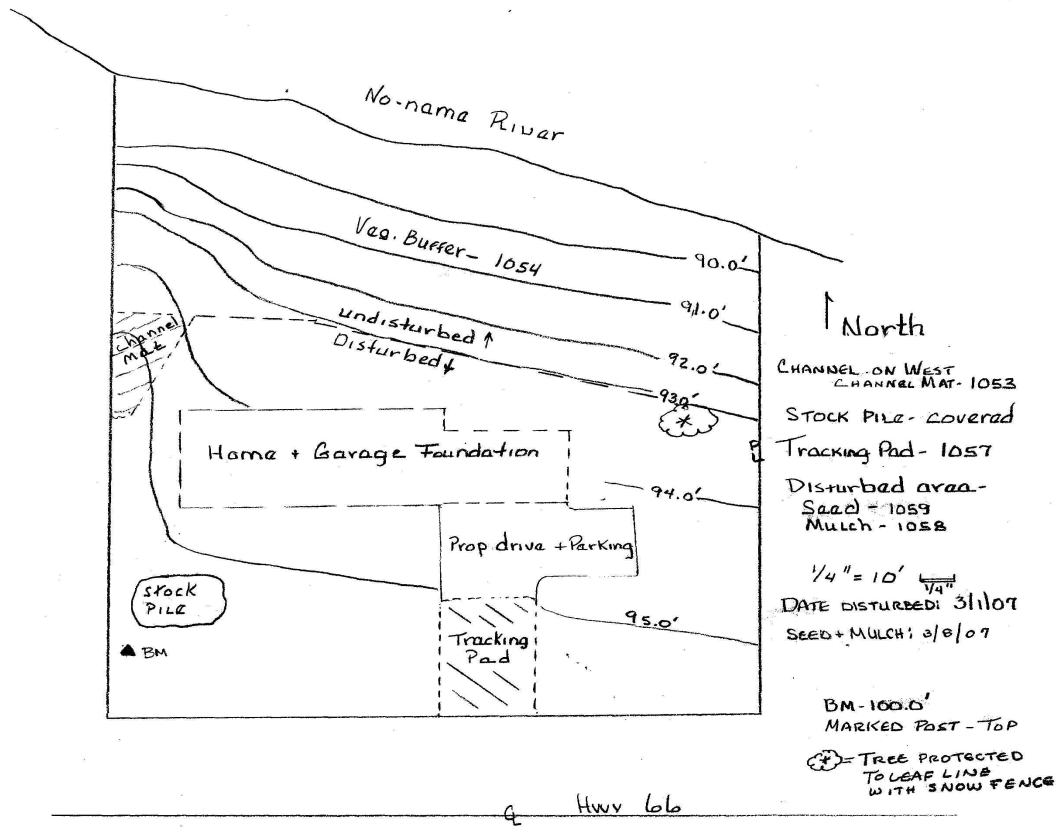 No-name River
Veg. Buffer- 1054
90.0'
91.0'
92.0'
93.0'
94.0'
95.0'
undisturbed ↑
Disturbed ↓
Channel
Mat
Home + Garage Foundation
Prop drive + Parking
Tracking
Pad
Stock
Pile
▲ BM
North
CHANNEL ON WEST
CHANNEL MAT- 1053
STOCK PILE- covered
PL
Tracking Pad- 1057
Disturbed area-
Seed - 1059
Mulch - 1058
1/4" = 10'
1/4"
DATE DISTURBED: 3/1/07
SEED + MULCH: 3/8/07
BM-100.0'
MARKED POST - TOP
= TREE PROTECTED
TO LEAF LINE
WITH SNOW FENCE
CL Hwy 66